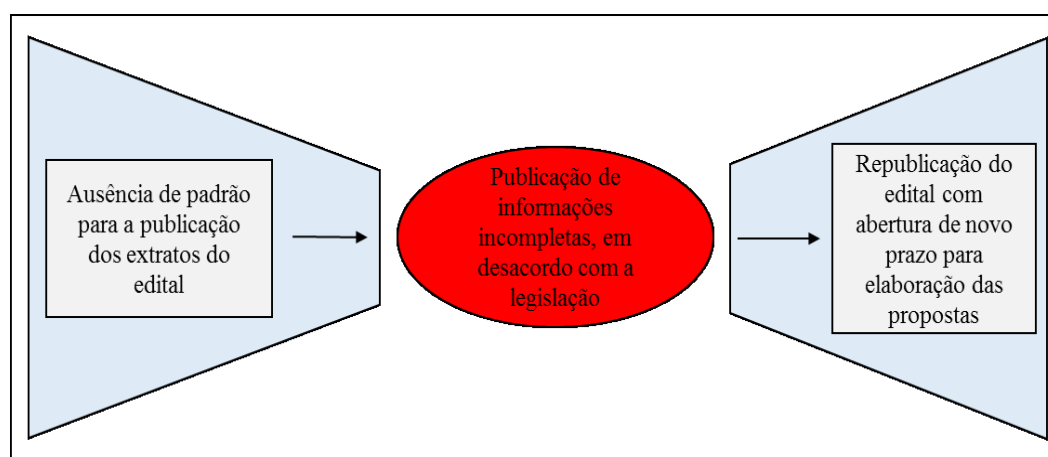 Ausência de padrão
para a publicação
dos extratos do
edital
Publicação de
informações
incompletas, em
desacordo com a
legislação
Republicação do
edital com
abertura de novo
prazo para
elaboração das
propostas